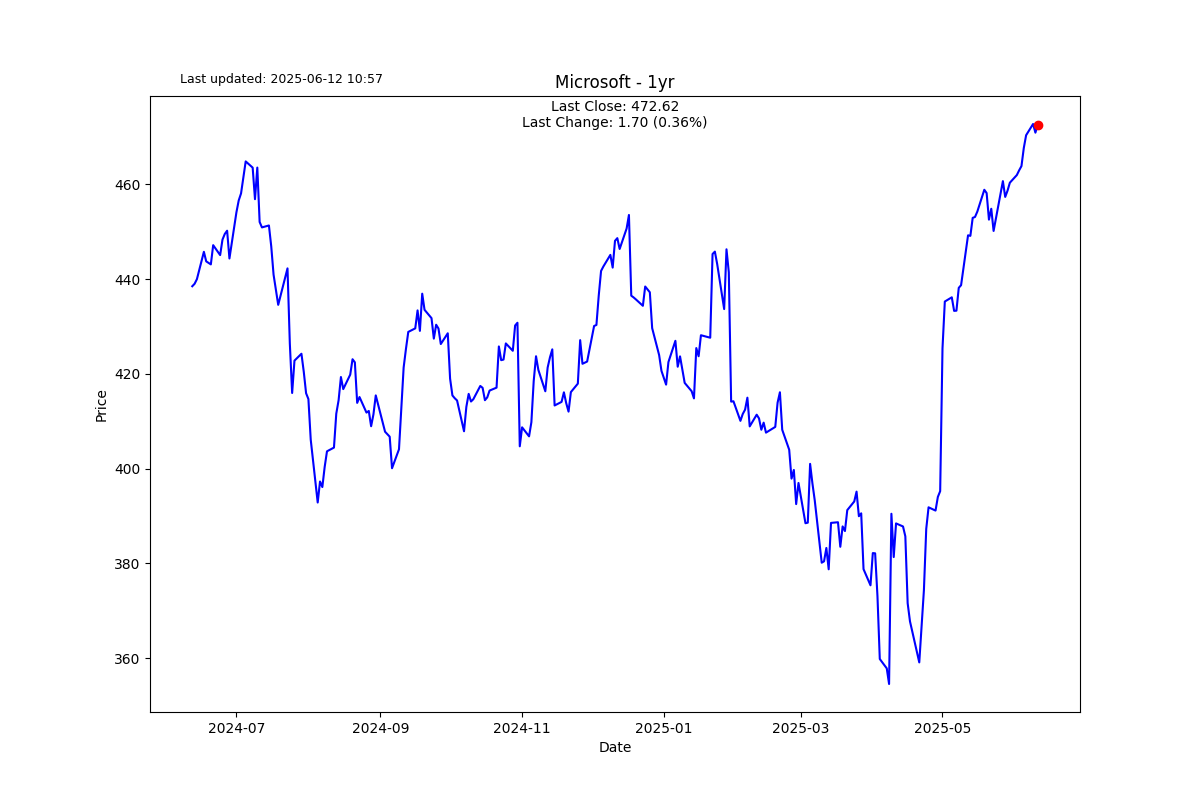 Last updated: 2025-06-12 10:57
Microsoft - 1yr
Last Close: 472.62
Last Change: 1.70 (0.36%)
460
440
420
400
380
360
Price
2024-07
2024-09
2024-11
2025-01
2025-03
2025-05
Date